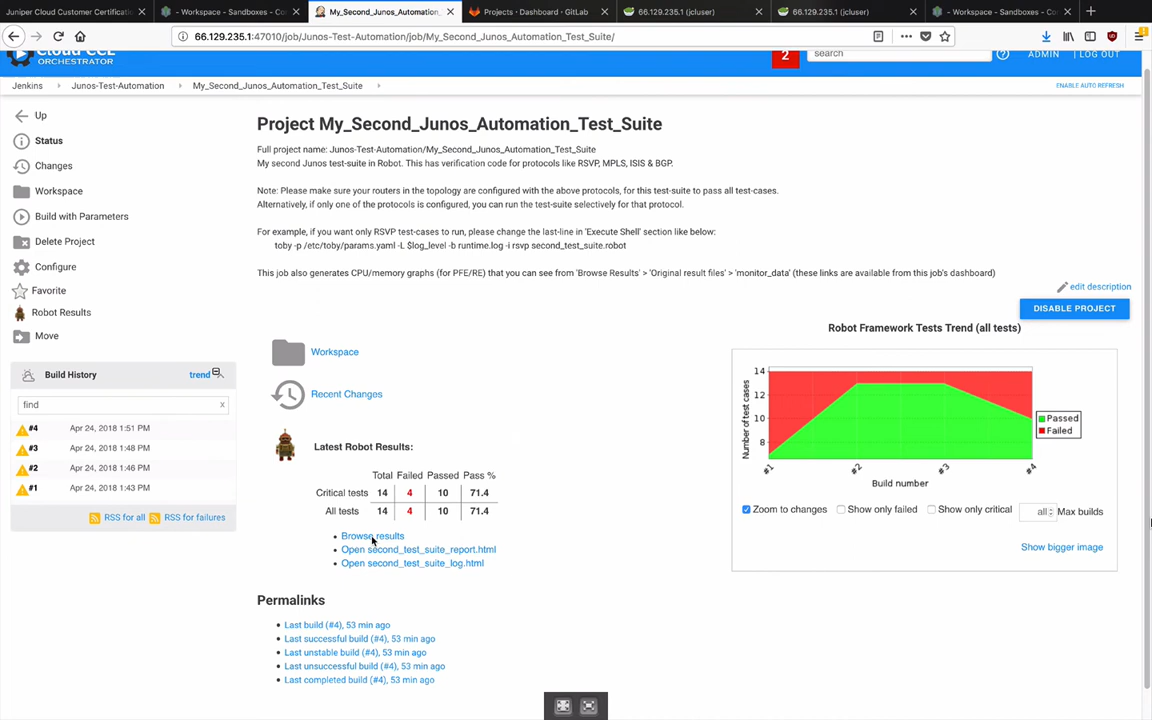 Juniper Cloud Customer Certificati
- Workspace - Sandboxes - Co
My_Second_Junos_Automation_
Projects · Dashboard · GitLab
66.129.235.1 (jcluser)
66.129.235.1 (jcluser)
- Workspace - Sandboxes - Co
66.129.235.1:47010/job/Junos-Test-Automation/job/My_Second_Junos_Automation_Test_Suite/
Cloud CCL
ORCHESTRATOR
2
search
ADMIN
| LOG OUT
Jenkins
Junos-Test-Automation
My_Second_Junos_Automation_Test_Suite
ENABLE AUTO REFRESH
Up
Status
Changes
Workspace
Build with Parameters
Delete Project
Configure
Favorite
Robot Results
Move
Build History
trend
find
x
#4 Apr 24, 2018 1:51 PM
#3 Apr 24, 2018 1:48 PM
#2 Apr 24, 2018 1:46 PM
#1 Apr 24, 2018 1:43 PM
RSS for all RSS for failures
Project My_Second_Junos_Automation_Test_Suite
Full project name: Junos-Test-Automation/My_Second_Junos_Automation_Test_Suite
My second Junos test-suite in Robot. This has verification code for protocols like RSVP, MPLS, ISIS & BGP.
Note: Please make sure your routers in the topology are configured with the above protocols, for this test-suite to pass all test-cases.
Alternatively, if only one of the protocols is configured, you can run the test-suite selectively for that protocol.
For example, if you want only RSVP test-cases to run, please change the last-line in 'Execute Shell' section like below:
toby -p /etc/toby/params.yaml -L $log_level -b runtime.log -i rsvp second_test_suite.robot
This job also generates CPU/memory graphs (for PFE/RE) that you can see from 'Browse Results' > 'Original result files' > 'monitor_data' (these links are available from this job's dashboard)
edit description
DISABLE PROJECT
Workspace
Recent Changes
Latest Robot Results:
Total Failed Passed Pass %
Critical tests 14 4 10 71.4
All tests 14 4 10 71.4
Browse results
Open second_test_suite_report.html
Open second_test_suite_log.html
Permalinks
Last build (#4), 53 min ago
Last successful build (#4), 53 min ago
Last unstable build (#4), 53 min ago
Last unsuccessful build (#4), 53 min ago
Last completed build (#4), 53 min ago
Robot Framework Tests Trend (all tests)
Number of test cases
14
12
10
8
#1 #2 #3 #4
Build number
Passed
Failed
Zoom to changes Show only failed Show only critical all Max builds
Show bigger image